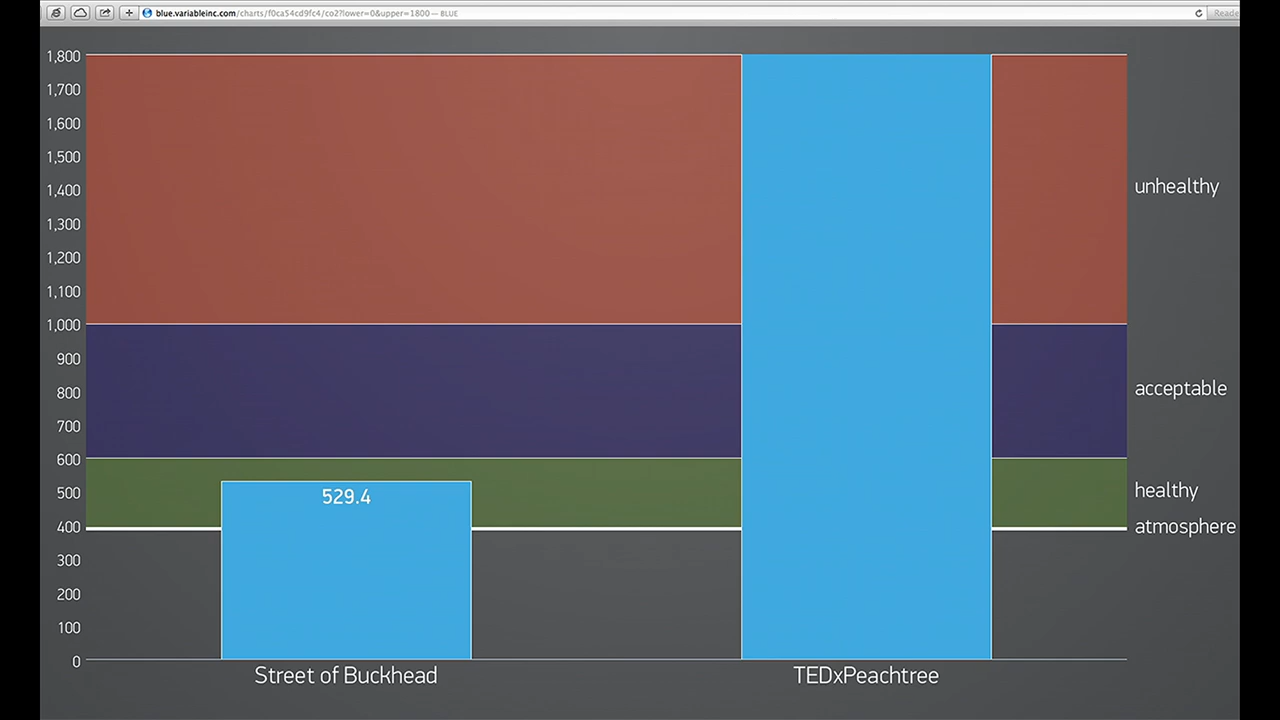 blue.variableinc.com/charts/f0ca54cd9fc4/co2?lower=0&upper=1800 — BLUE
Reade
1,800
1,700
1,600
1,500
1,400
1,300
1,200
1,100
1,000
900
800
700
600
500
400
300
200
100
0
unhealthy
acceptable
healthy
atmosphere
529.4
Street of Buckhead
TEDxPeachtree